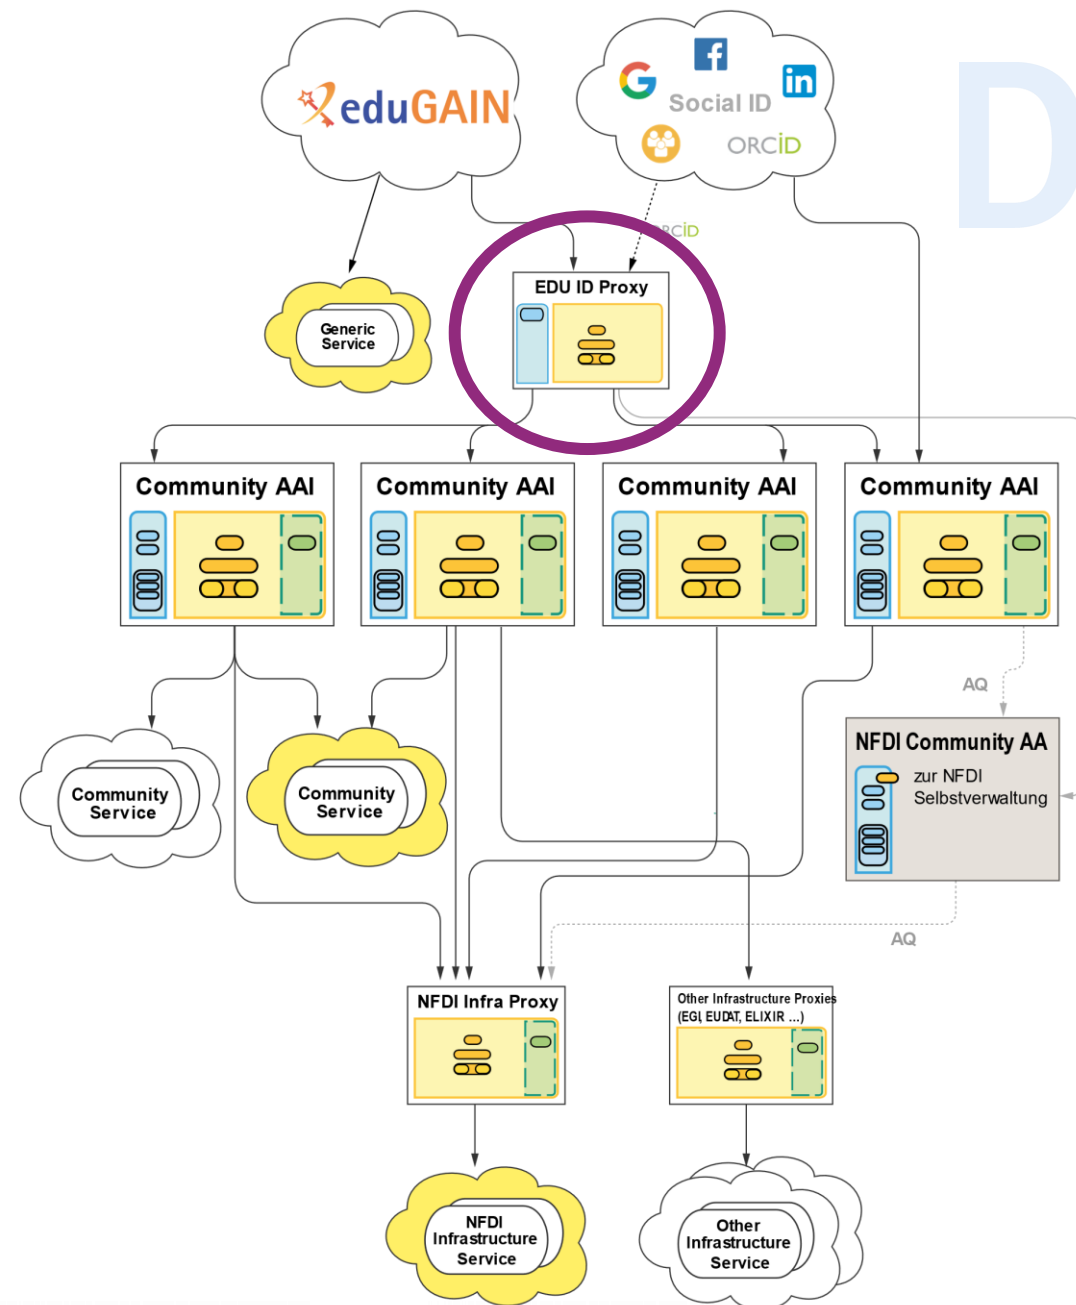 eduGAIN
Social ID
ORCiD
D
ORCiD
EDU ID Proxy
Generic
Service
Community AAI
Community AAI
Community AAI
Community AAI
AQ
NFDI Community AA
zur NFDI
Selbstverwaltung
Community
Service
Community
Service
AQ
NFDI Infra Proxy
Other Infrastructure Proxies
(EGI, EUDAT, ELIXIR ...)
NFDI
Infrastructure
Service
Other
Infrastructure
Service